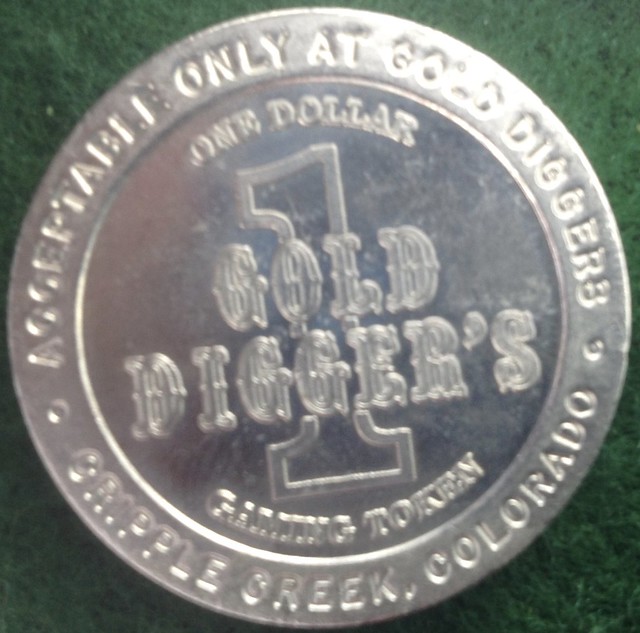 ACCEPTABLE ONLY AT GOLD DIGGERS
ONE DOLLAR
1
GOLD
DIGGER'S
GAMING TOKEN
CRIPPLE CREEK, COLORADO